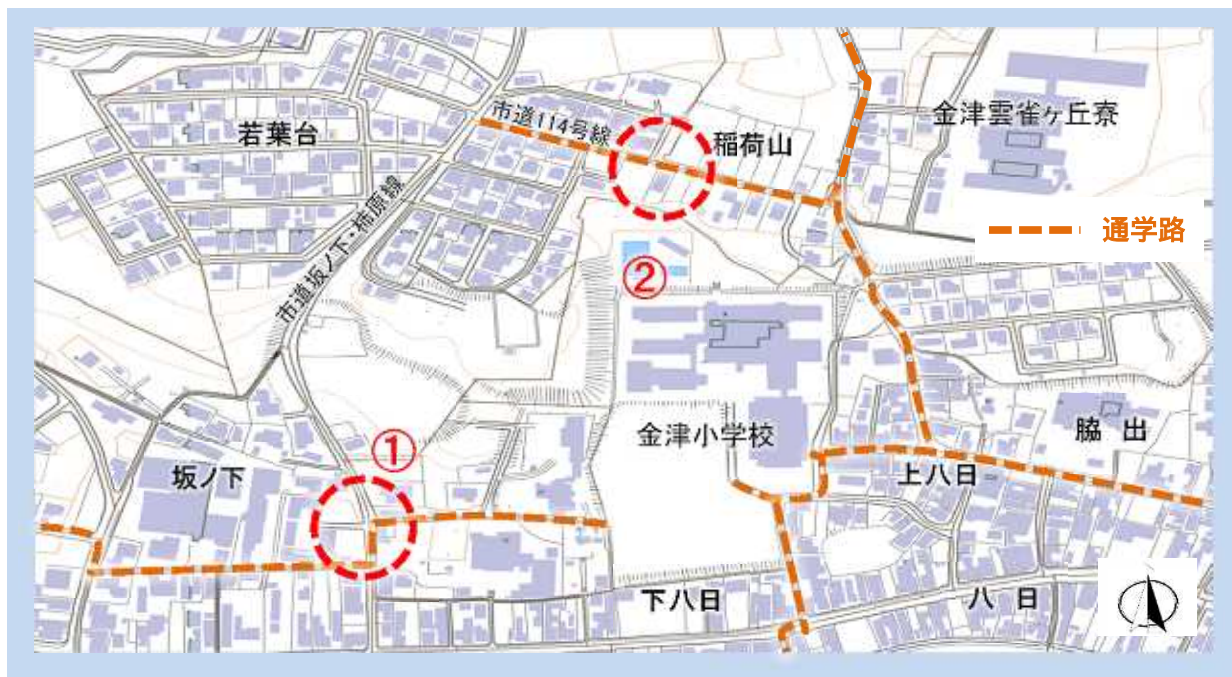 市道114号線
稲荷山
金津雲雀ヶ丘寮
若葉台
通学路
市道坂ノ下・柿原線
②
金津小学校
脇 出
①
坂ノ下
上八日
下八日
八 日